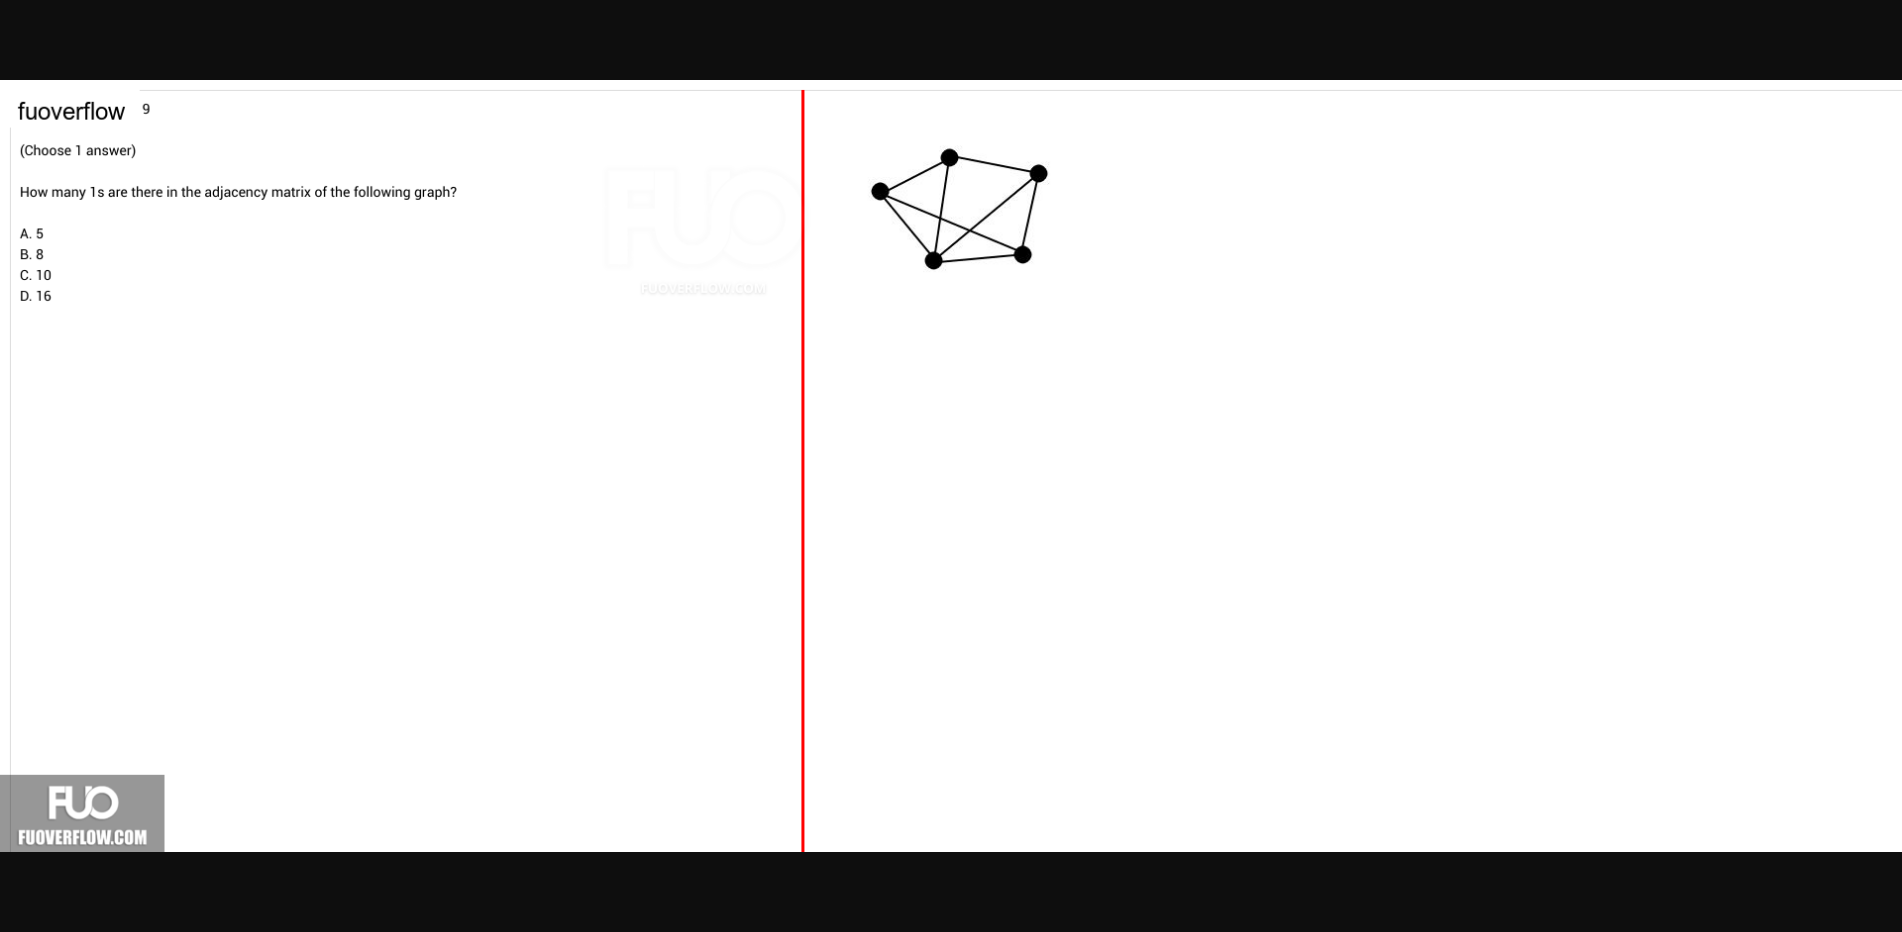 fuoverflow 9
(Choose 1 answer)
How many 1s are there in the adjacency matrix of the following graph?
A. 5
B. 8
C. 10
D. 16
FUO
FUOVERFLOW.COM
FUO
FUOVERFLOW.COM